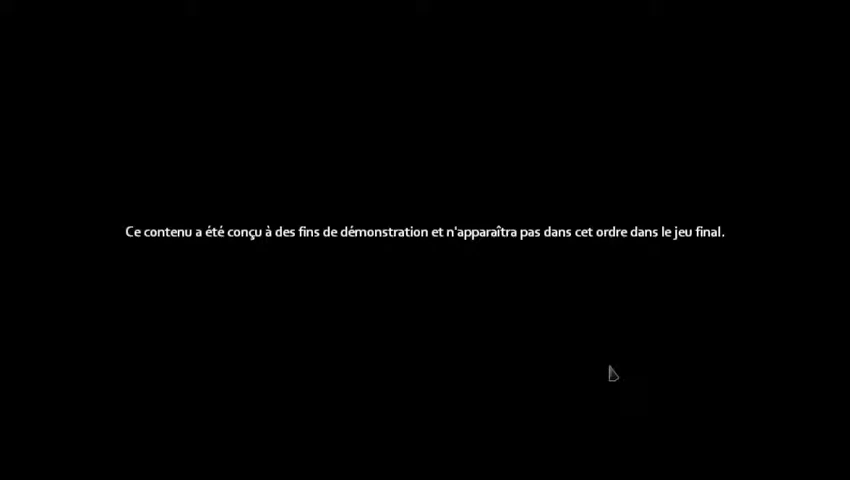 Ce contenu a été conçu à des fins de démonstration et n'apparaîtra pas dans cet ordre dans le jeu final.